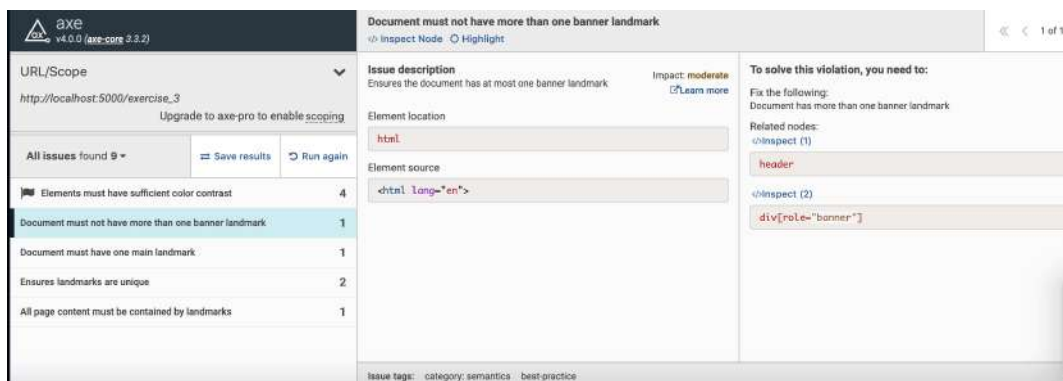 axe
v4.0.0 (axe-core 3.3.2)
URL/Scope
http://localhost:5000/exercise_3
Upgrade to axe-pro to enable scoping
All issues found 9
Save results
Run again
Elements must have sufficient color contrast 4
Document must not have more than one banner landmark 1
Document must have one main landmark 1
Ensures landmarks are unique 2
All page content must be contained by landmarks 1
Document must not have more than one banner landmark
</> Inspect Node Highlight
1 of 1
Issue description
Ensures the document has at most one banner landmark
Impact: moderate
Learn more
Element location
html
Element source
<html lang="en">
To solve this violation, you need to:
Fix the following:
Document has more than one banner landmark
Related nodes:
</>Inspect (1)
header
</>Inspect (2)
div[role="banner"]
Issue tags: category: semantics best-practice